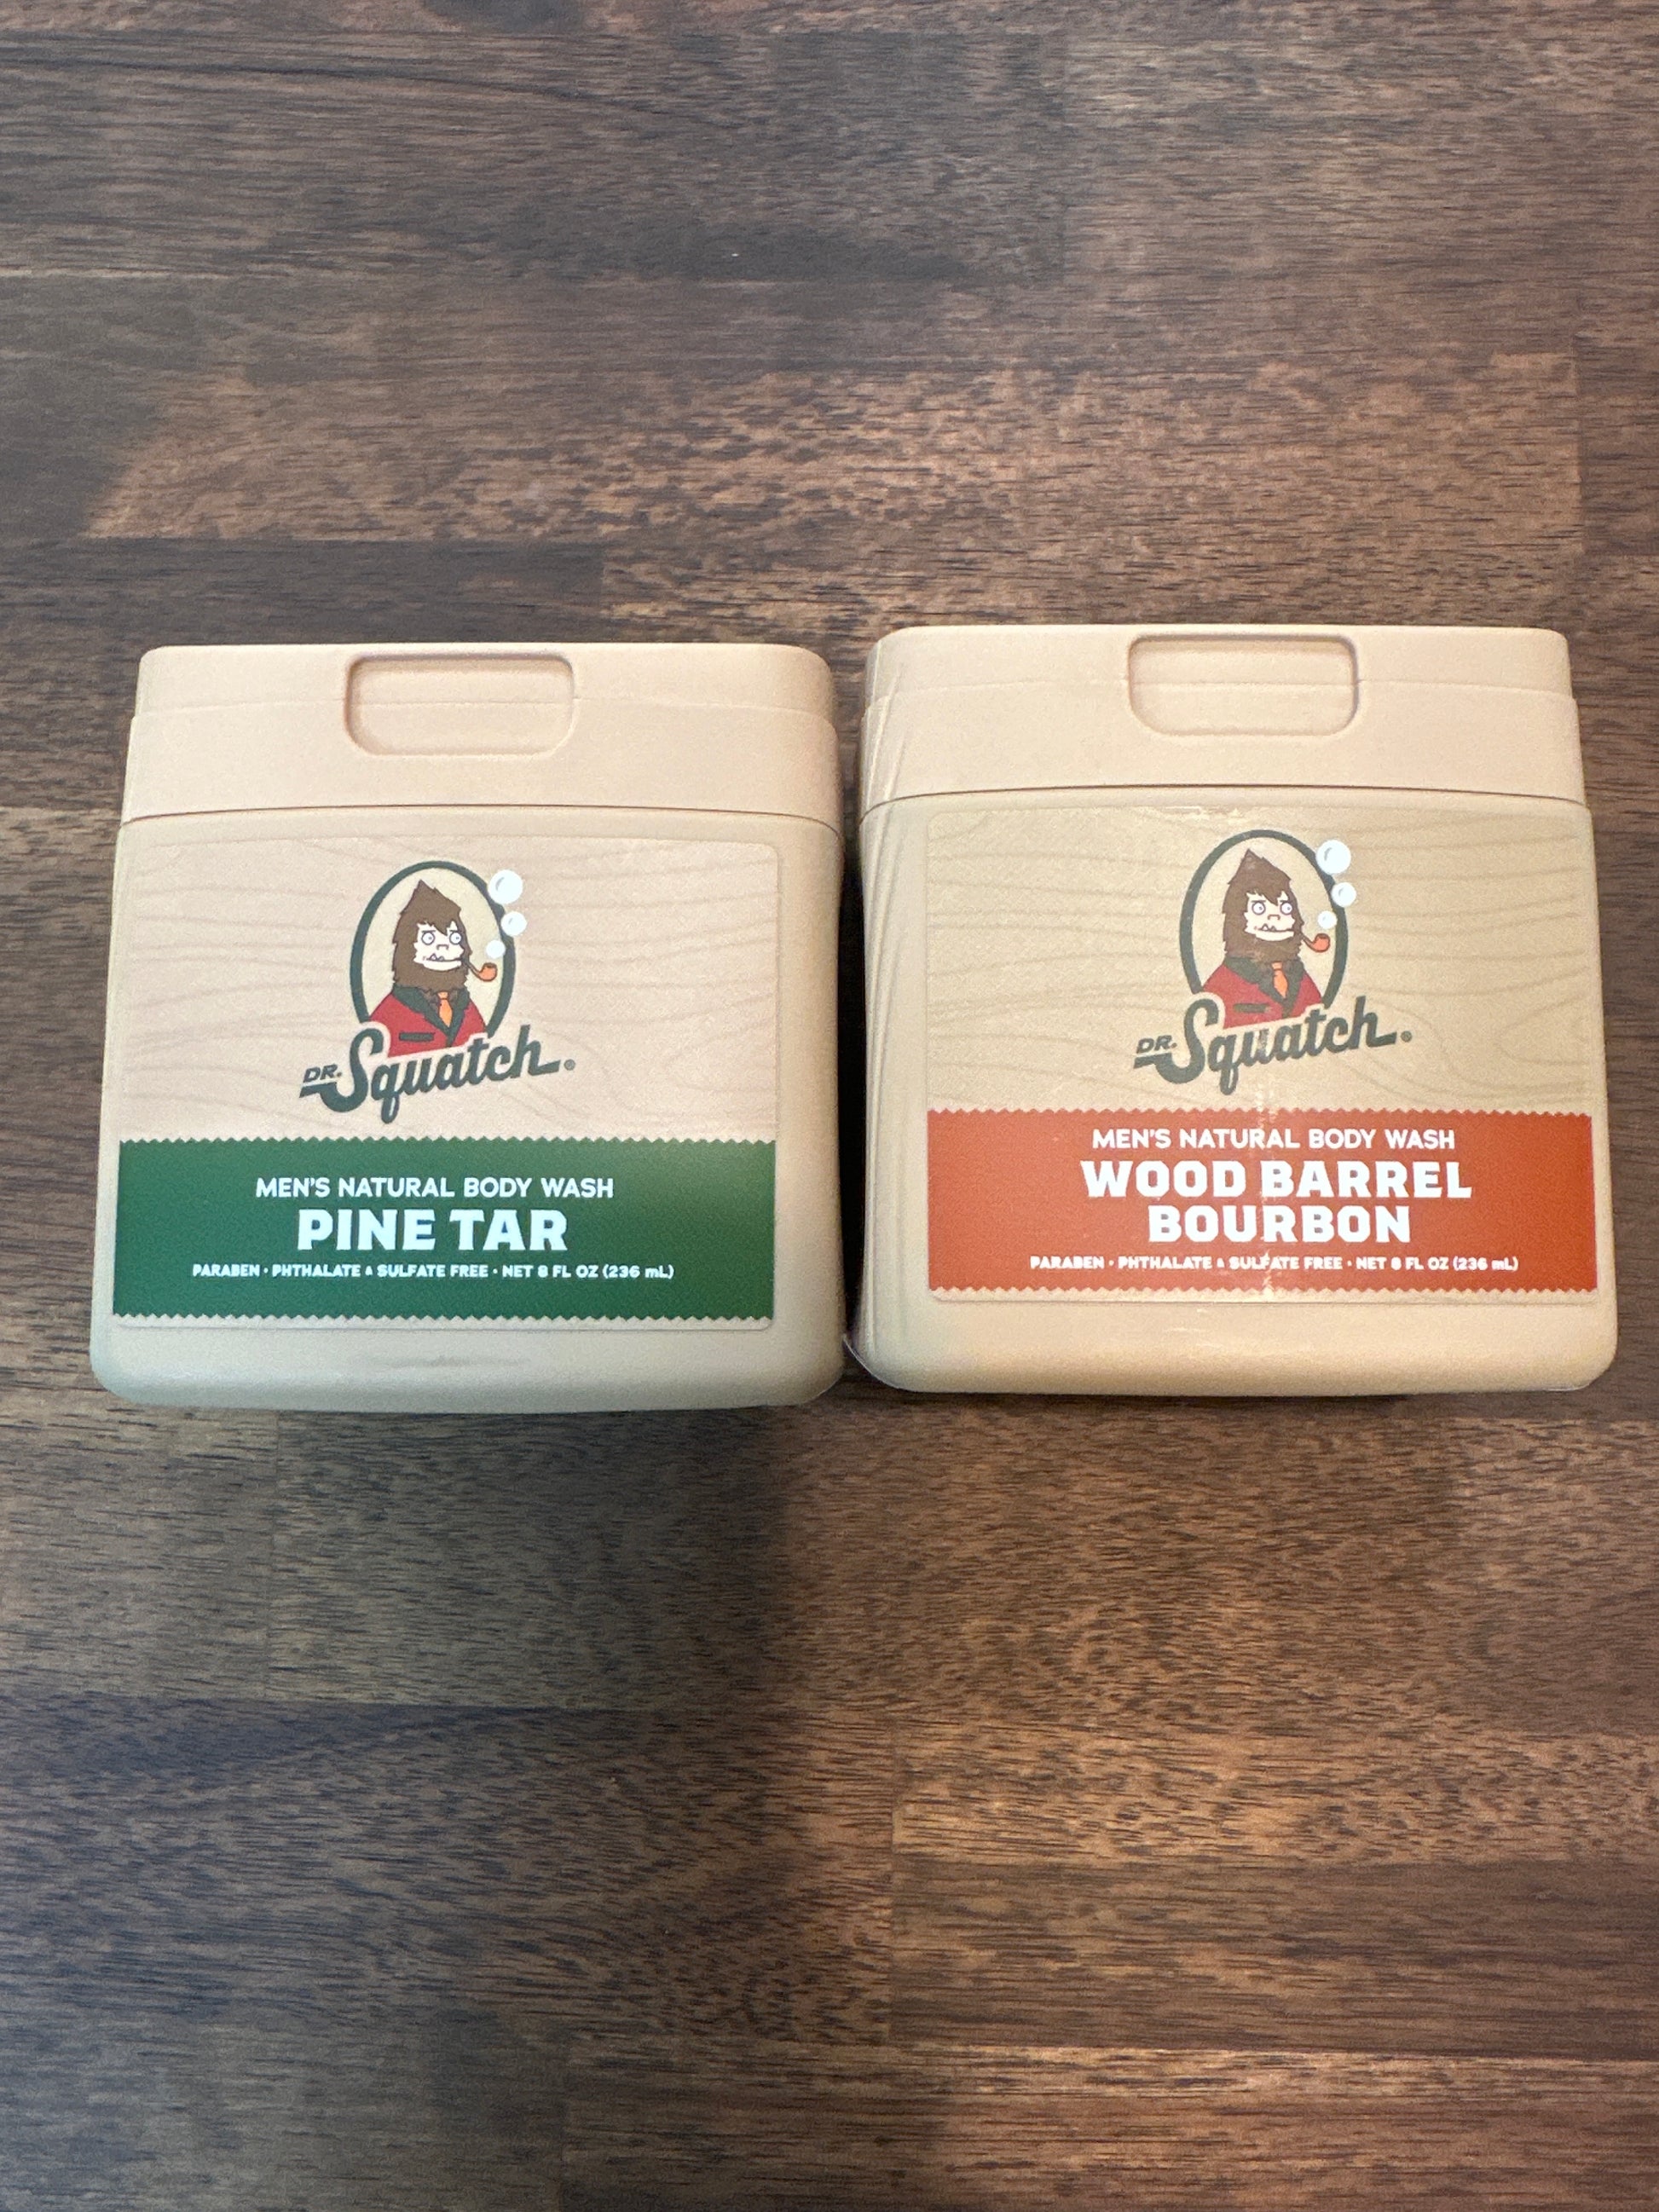 DR. Squatch®
MEN'S NATURAL BODY WASH
PINE TAR
PARABEN • PHTHALATE & SULFATE FREE • NET 8 FL OZ (236 mL)
DR. Squatch®
MEN'S NATURAL BODY WASH
WOOD BARREL
BOURBON
PARABEN • PHTHALATE & SULFATE FREE • NET 8 FL OZ (236 mL)